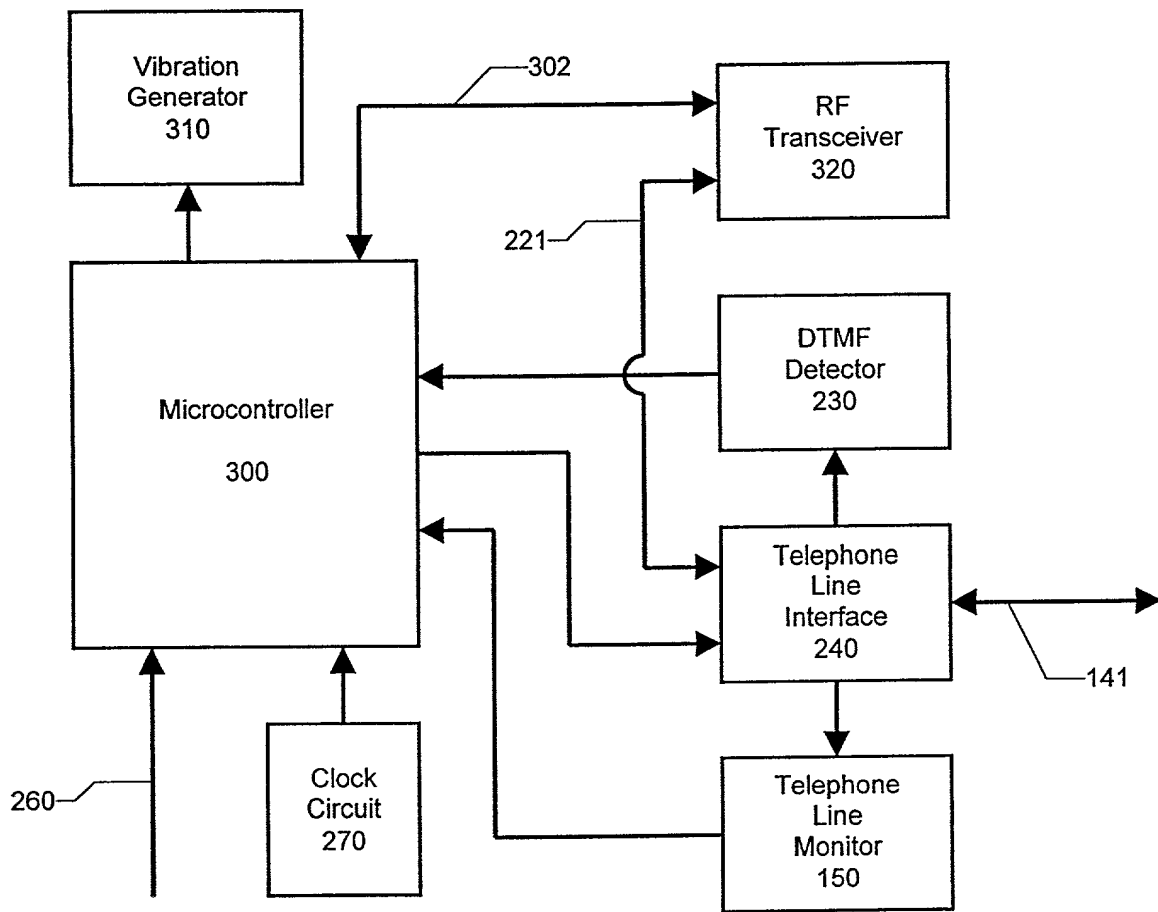 Vibration
Generator
310
302
RF
Transceiver
320
221
DTMF
Detector
230
Microcontroller
300
Telephone
Line
Interface
240
141
Clock
Circuit
270
260
Telephone
Line
Monitor
150